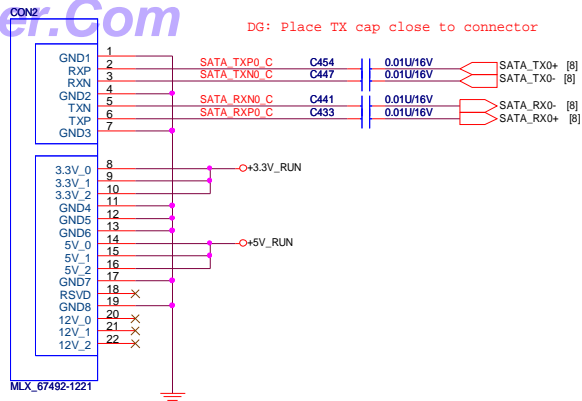 er.Com
CON2
DG: Place TX cap close to connector
GND1 1
RXP 2 SATA_TXP0_C C454 0.01U/16V SATA_TX0+ [8]
RXN 3 SATA_TXN0_C C447 0.01U/16V SATA_TX0- [8]
GND2 4
TXN 5 SATA_RXN0_C C441 0.01U/16V SATA_RX0- [8]
TXP 6 SATA_RXP0_C C433 0.01U/16V SATA_RX0+ [8]
GND3 7
3.3V_0 8 +3.3V_RUN
3.3V_1 9
3.3V_2 10
GND4 11
GND5 12
GND6 13
5V_0 14 +5V_RUN
5V_1 15
5V_2 16
GND7 17
RSVD 18
GND8 19
12V_0 20
12V_1 21
12V_2 22
MLX_67492-1221